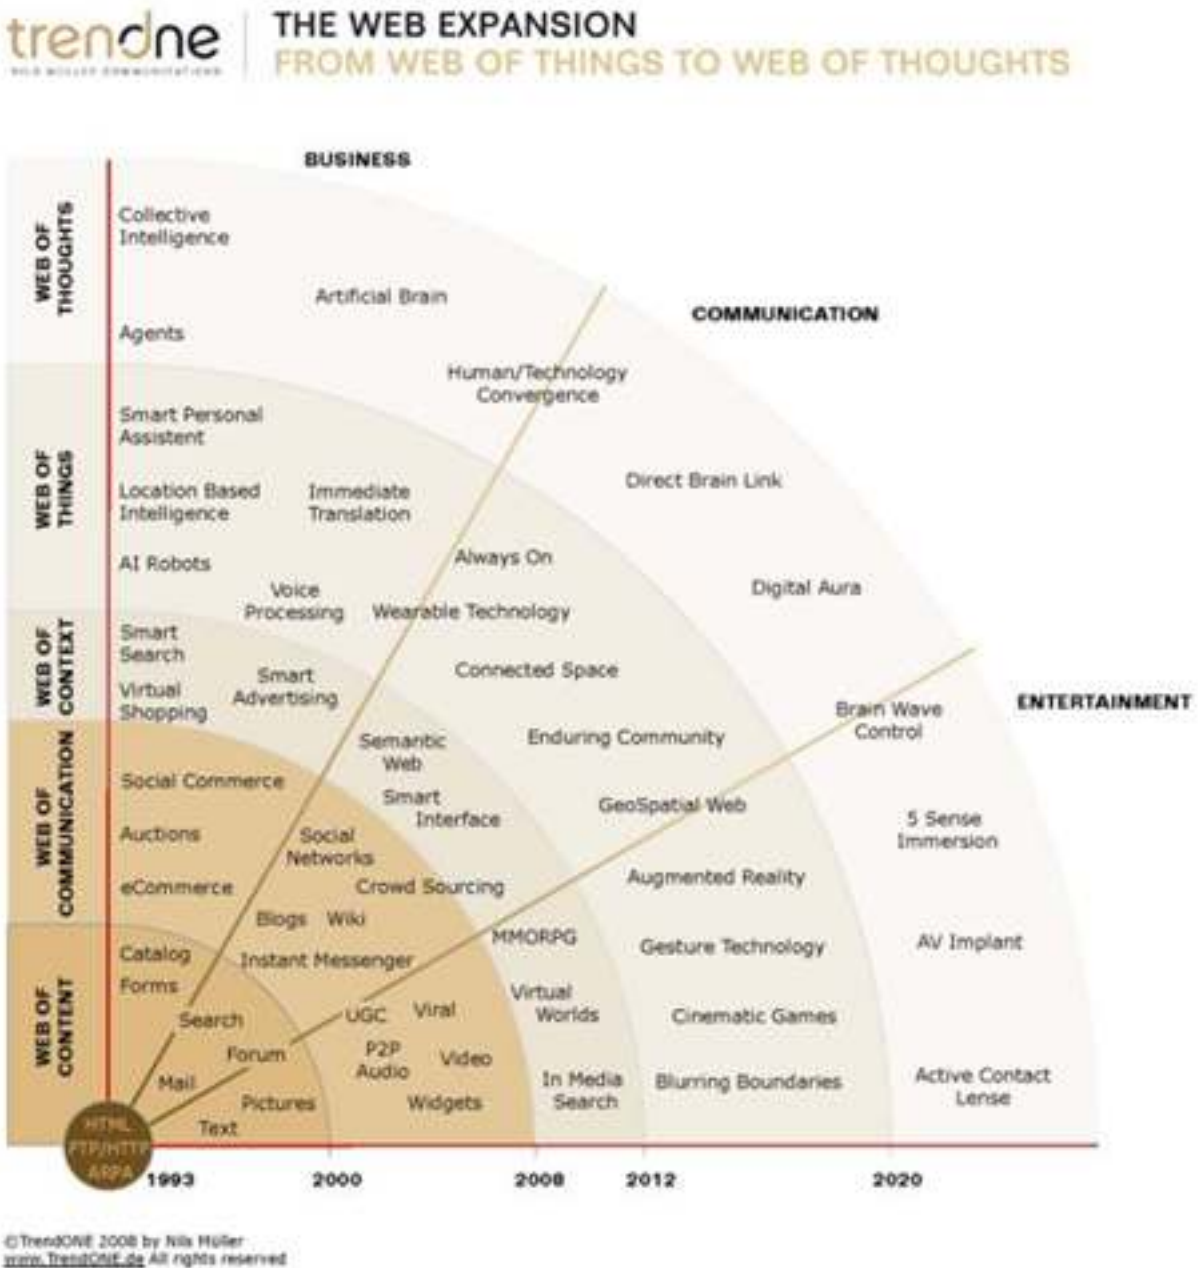 trendone
NILS MÜLLER COMMUNICATIONS
THE WEB EXPANSION
FROM WEB OF THINGS TO WEB OF THOUGHTS
BUSINESS
COMMUNICATION
ENTERTAINMENT
WEB OF
THOUGHTS
Collective
Intelligence
Artificial Brain
Agents
Human/Technology
Convergence
Direct Brain Link
Digital Aura
Brain Wave
Control
5 Sense
Immersion
AV Implant
Active Contact
Lense
WEB OF
THINGS
Smart Personal
Assistent
Location Based
Intelligence
Immediate
Translation
AI Robots
Voice
Processing
Always On
Wearable Technology
Connected Space
Enduring Community
GeoSpatial Web
Augmented Reality
Gesture Technology
Cinematic Games
Blurring Boundaries
WEB OF
CONTEXT
Smart
Search
Virtual
Shopping
Smart
Advertising
Semantic
Web
Smart
Interface
MMORPG
Virtual
Worlds
In Media
Search
WEB OF
COMMUNICATION
Social Commerce
Auctions
eCommerce
Social
Networks
Crowd Sourcing
Blogs Wiki
Instant Messenger
UGC Viral
P2P
Audio
Video
Widgets
WEB OF
CONTENT
Catalog
Forms
Search
Forum
Mail
Pictures
Text
HTML
FTP/HTTP
ARPA
1993
2000
2008
2012
2020
©TrendONE 2008 by Nils Müller
www.TrendONE.de All rights reserved